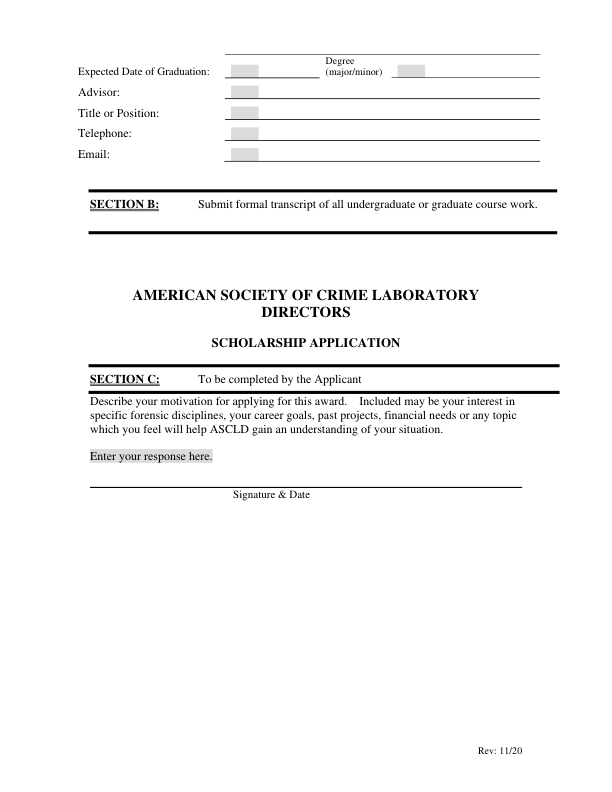 Degree
Expected Date of Graduation: (major/minor)
Advisor:
Title or Position:
Telephone:
Email:
SECTION B: Submit formal transcript of all undergraduate or graduate course work.
AMERICAN SOCIETY OF CRIME LABORATORY
DIRECTORS
SCHOLARSHIP APPLICATION
SECTION C: To be completed by the Applicant
Describe your motivation for applying for this award. Included may be your interest in
specific forensic disciplines, your career goals, past projects, financial needs or any topic
which you feel will help ASCLD gain an understanding of your situation.
Enter your response here.
Signature & Date
Rev: 11/20